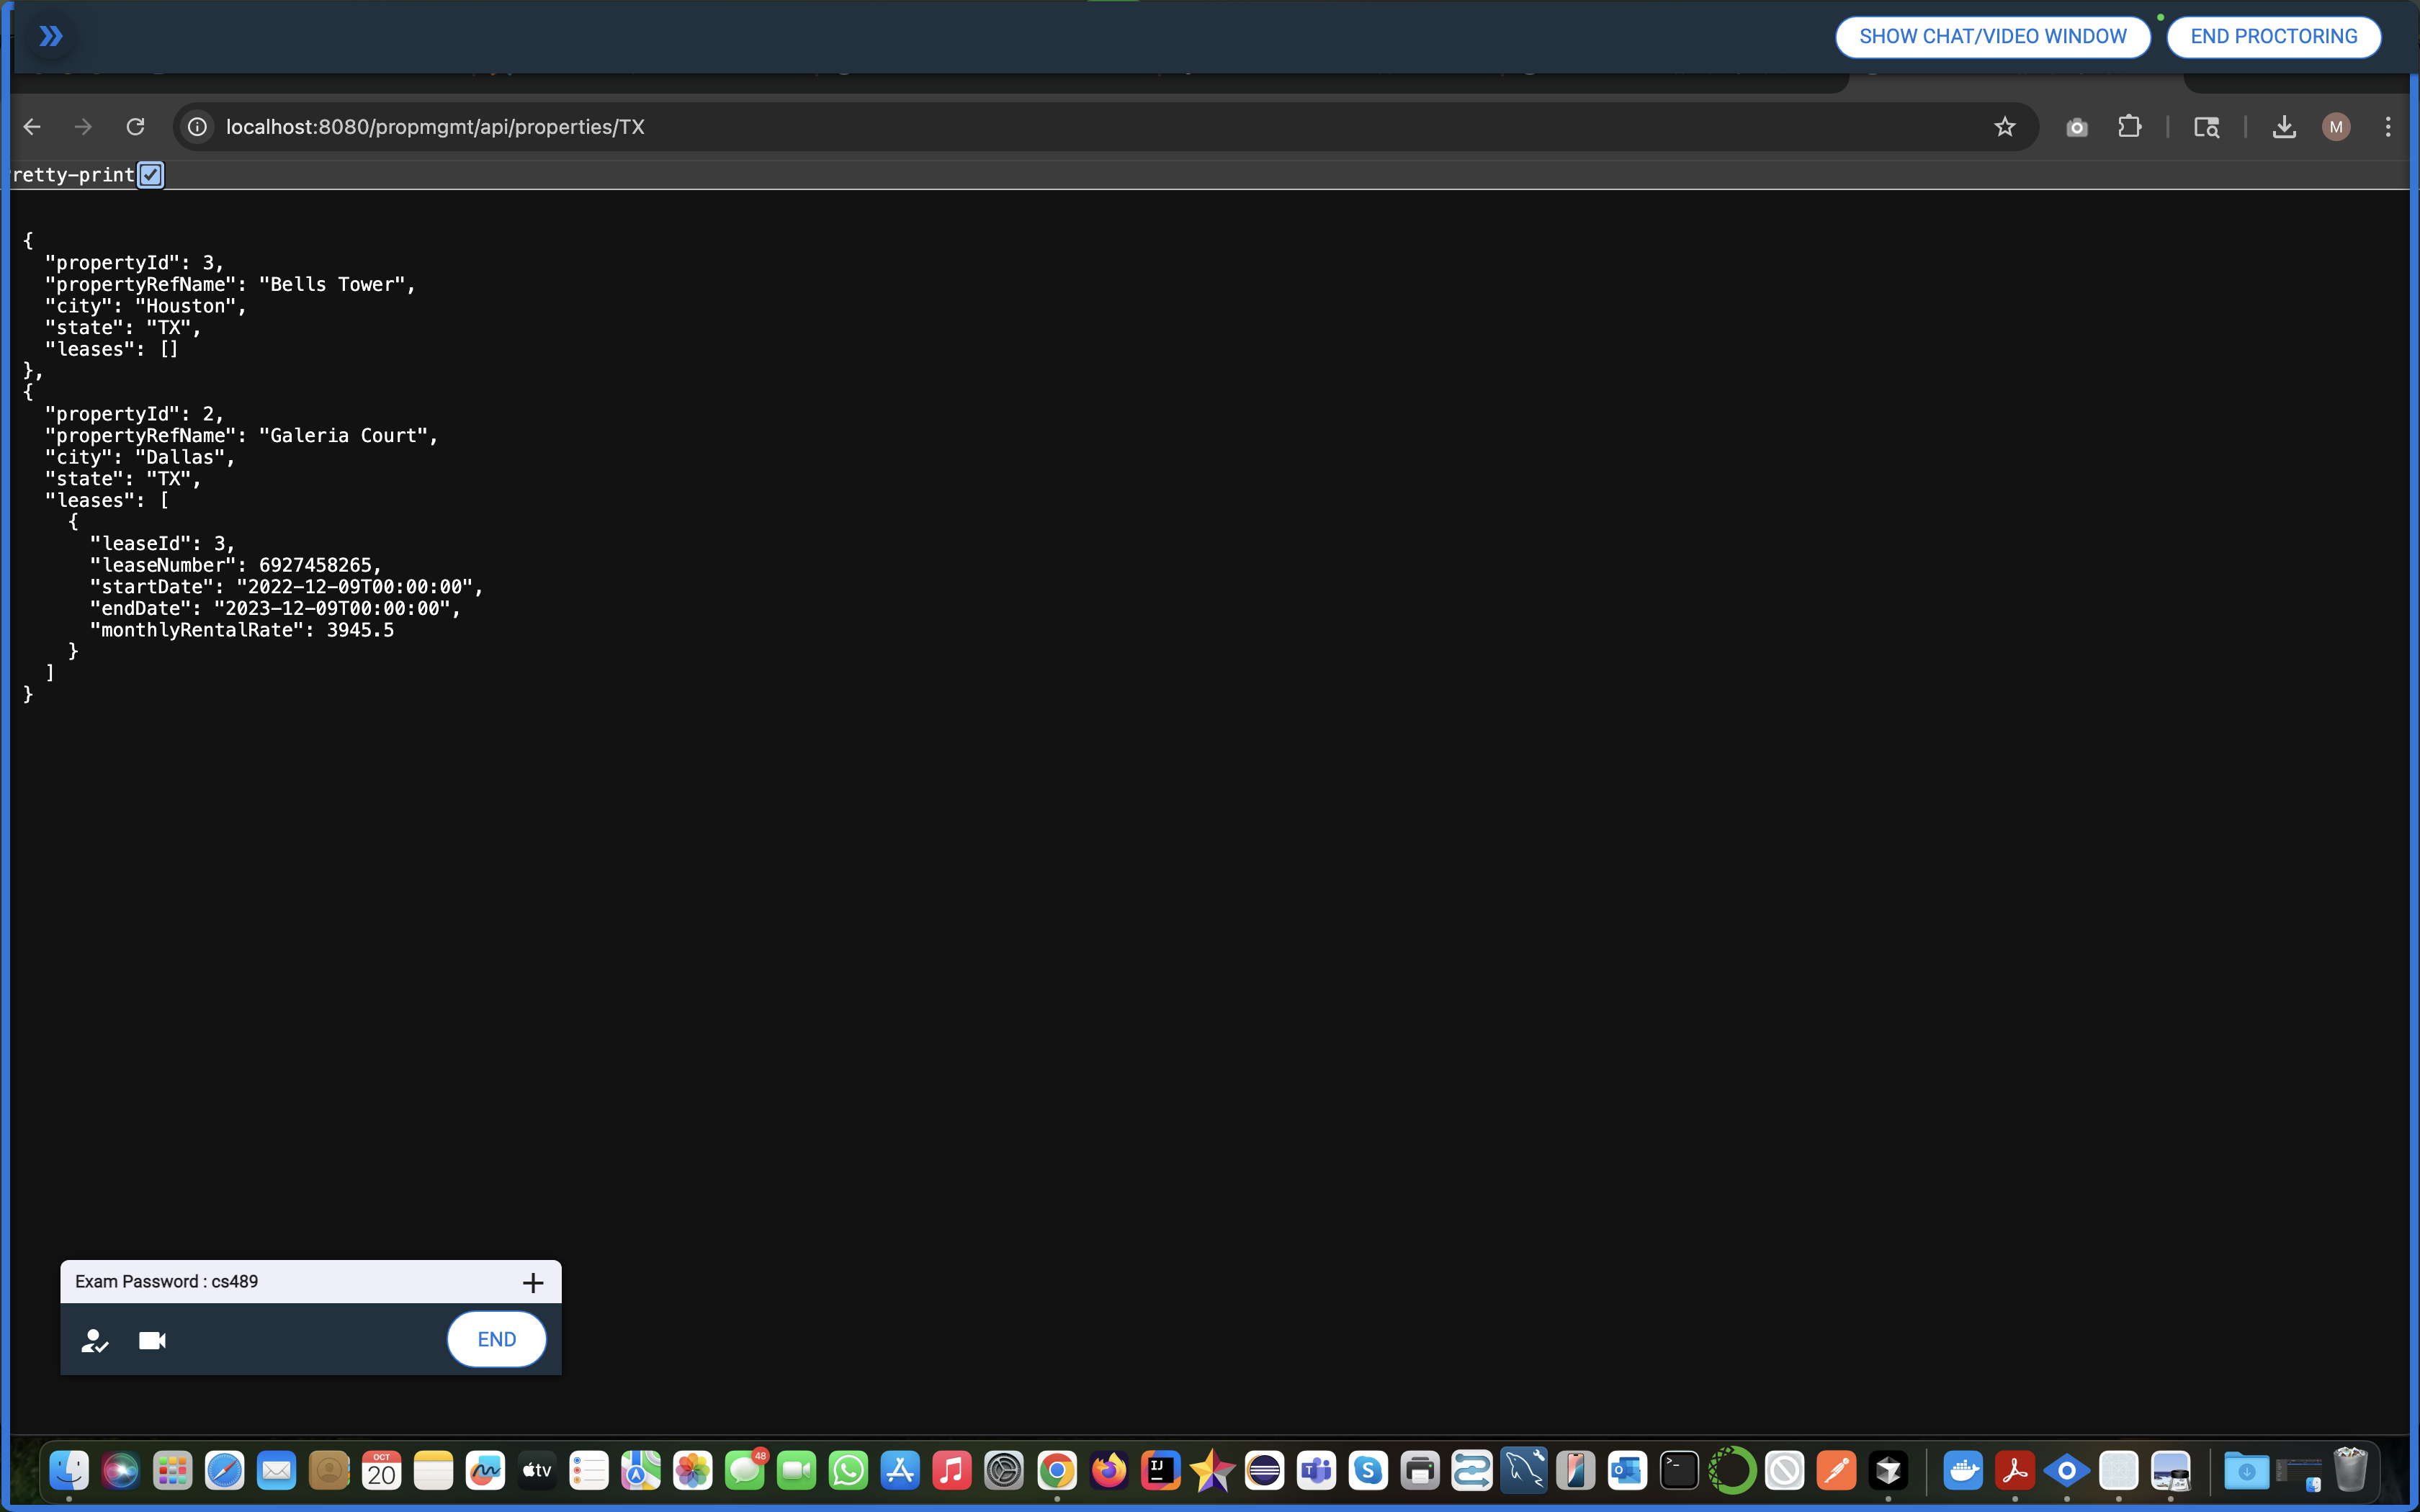 SHOW CHAT/VIDEO WINDOW
END PROCTORING
localhost:8080/propmgmt/api/properties/TX
M
retty-print
{
"propertyId": 3,
"propertyRefName": "Bells Tower",
"city": "Houston",
"state": "TX",
"leases": []
},
{
"propertyId": 2,
"propertyRefName": "Galeria Court",
"city": "Dallas",
"state": "TX",
"leases": [
{
"leaseId": 3,
"leaseNumber": 6927458265,
"startDate": "2022-12-09T00:00:00",
"endDate": "2023-12-09T00:00:00",
"monthlyRentalRate": 3945.5
}
]
}
Exam Password : cs489
END
OCT
20
tv
48
IJ